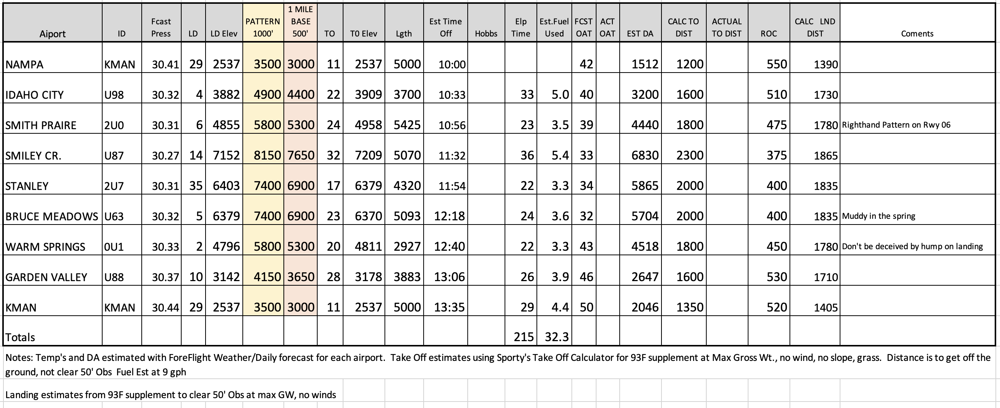 Aiport ID Fcast Press LD LD Elev PATTERN 1000' 1 MILE BASE 500' TO T0 Elev Lgth Est Time Off Hobbs Elp Time Est.Fuel Used FCST OAT ACT OAT EST DA CALC TO DIST ACTUAL TO DIST ROC CALC LND DIST Coments
NAMPA KMAN 30.41 29 2537 3500 3000 11 2537 5000 10:00 42 1512 1200 550 1390
IDAHO CITY U98 30.32 4 3882 4900 4400 22 3909 3700 10:33 33 5.0 40 3200 1600 510 1730
SMITH PRAIRE 2U0 30.31 6 4855 5800 5300 24 4958 5425 10:56 23 3.5 39 4440 1800 475 1780 Righthand Pattern on Rwy 06
SMILEY CR. U87 30.27 14 7152 8150 7650 32 7209 5070 11:32 36 5.4 33 6830 2300 375 1865
STANLEY 2U7 30.31 35 6403 7400 6900 17 6379 4320 11:54 22 3.3 34 5865 2000 400 1835
BRUCE MEADOWS U63 30.32 5 6379 7400 6900 23 6370 5093 12:18 24 3.6 32 5704 2000 400 1835 Muddy in the spring
WARM SPRINGS 0U1 30.33 2 4796 5800 5300 20 4811 2927 12:40 22 3.3 43 4518 1800 450 1780 Don't be deceived by hump on landing
GARDEN VALLEY U88 30.37 10 3142 4150 3650 28 3178 3883 13:06 26 3.9 46 2647 1600 530 1710
KMAN KMAN 30.44 29 2537 3500 3000 11 2537 5000 13:35 29 4.4 50 2046 1350 520 1405
Totals 215 32.3
Notes: Temp's and DA estimated with ForeFlight Weather/Daily forecast for each airport. Take Off estimates using Sporty's Take Off Calculator for 93F supplement at Max Gross Wt., no wind, no slope, grass. Distance is to get off the
ground, not clear 50' Obs Fuel Est at 9 gph
Landing estimates from 93F supplement to clear 50' Obs at max GW, no winds